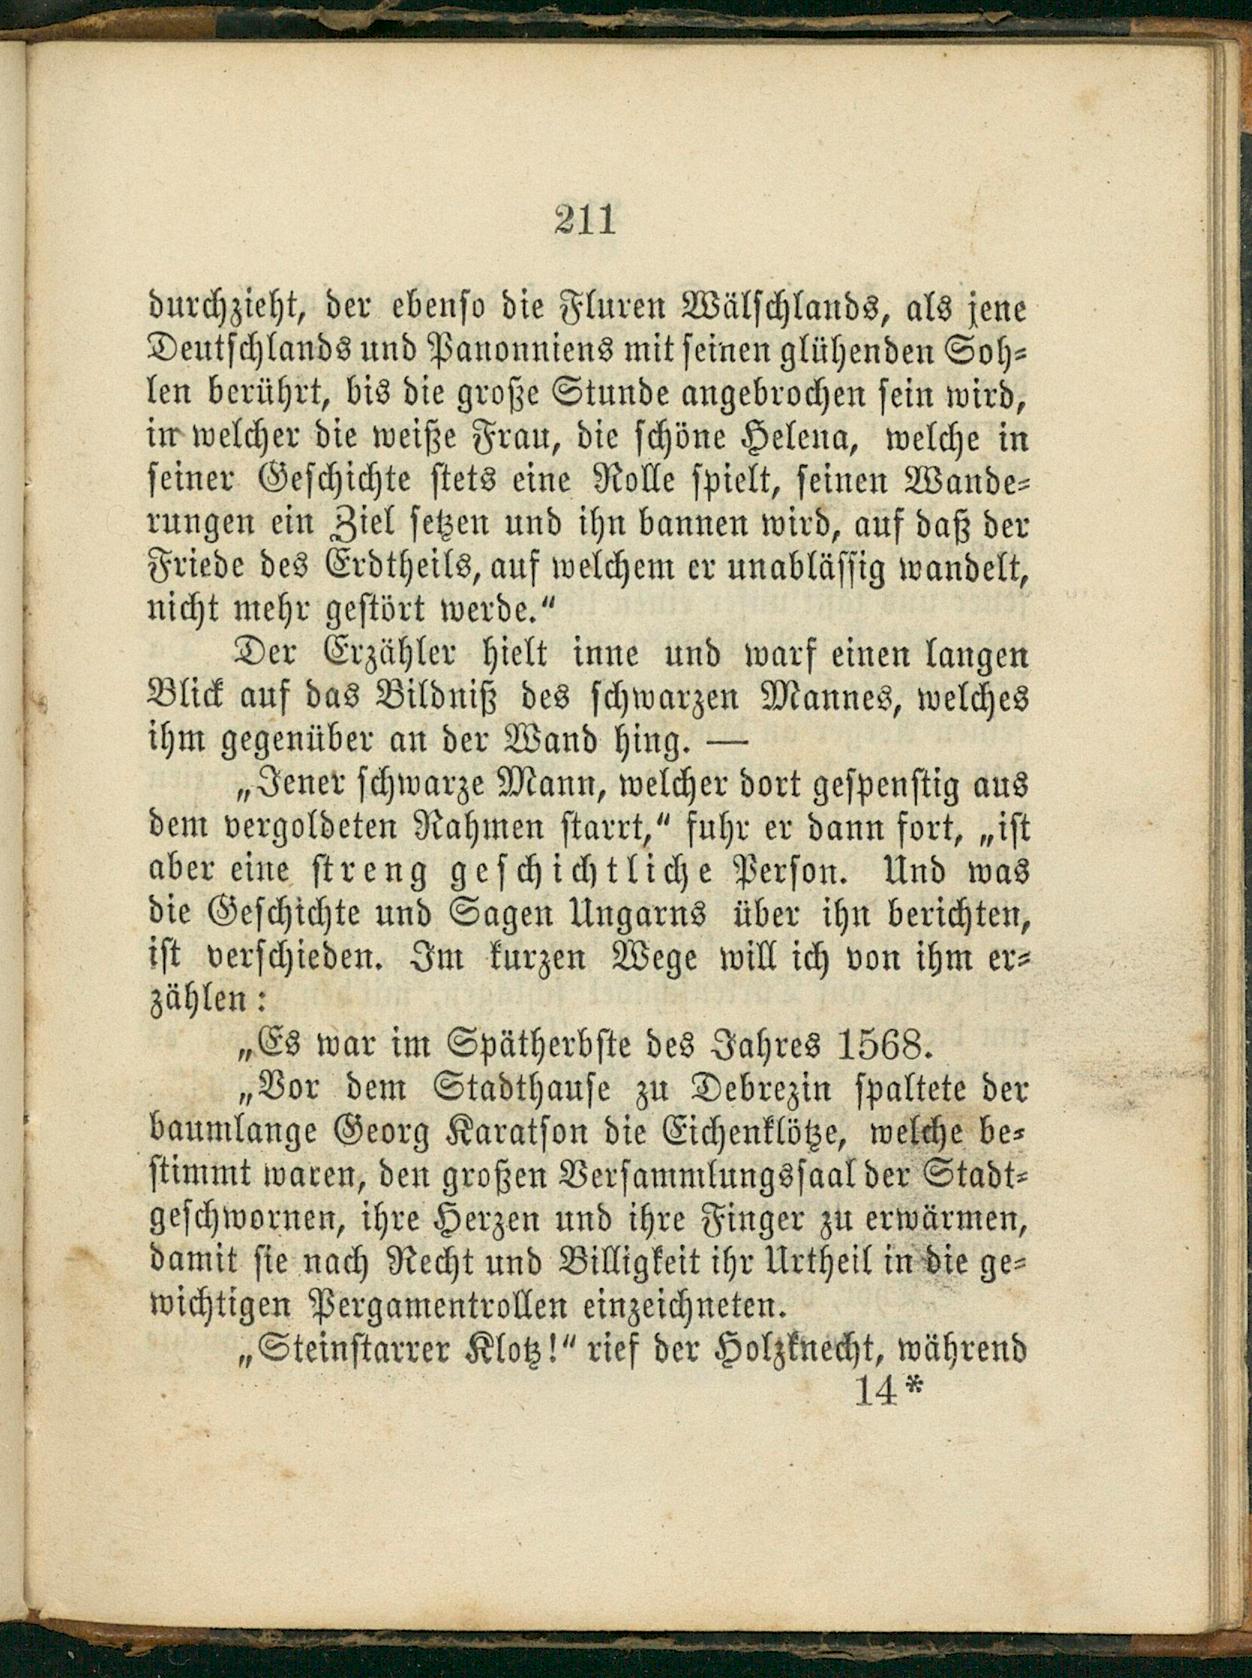 211
durchzieht, der ebenso die Fluren Wälschlands, als jene
Deutschlands und Panonniens mit seinen glühenden Soh-
len berührt, bis die große Stunde angebrochen sein wird,
in welcher die weiße Frau, die schöne Helena, welche in
seiner Geschichte stets eine Rolle spielt, seinen Wande-
rungen ein Ziel setzen und ihn bannen wird, auf daß der
Friede des Erdtheils, auf welchem er unablässig wandelt,
nicht mehr gestört werde.“
Der Erzähler hielt inne und warf einen langen
Blick auf das Bildniß des schwarzen Mannes, welches
ihm gegenüber an der Wand hing. —
„Jener schwarze Mann, welcher dort gespenstig aus
dem vergoldeten Rahmen starrt,“ fuhr er dann fort, „ist
aber eine streng geschichtliche Person. Und was
die Geschichte und Sagen Ungarns über ihn berichten,
ist verschieden. Im kurzen Wege will ich von ihm er-
zählen:
„Es war im Spätherbste des Jahres 1568.
„Vor dem Stadthause zu Debrezin spaltete der
baumlange Georg Karatson die Eichenklötze, welche be-
stimmt waren, den großen Versammlungssaal der Stadt-
geschwornen, ihre Herzen und ihre Finger zu erwärmen,
damit sie nach Recht und Billigkeit ihr Urtheil in die ge-
wichtigen Pergamentrollen einzeichneten.
„Steinstarrer Klotz!“ rief der Holzknecht, während
14*